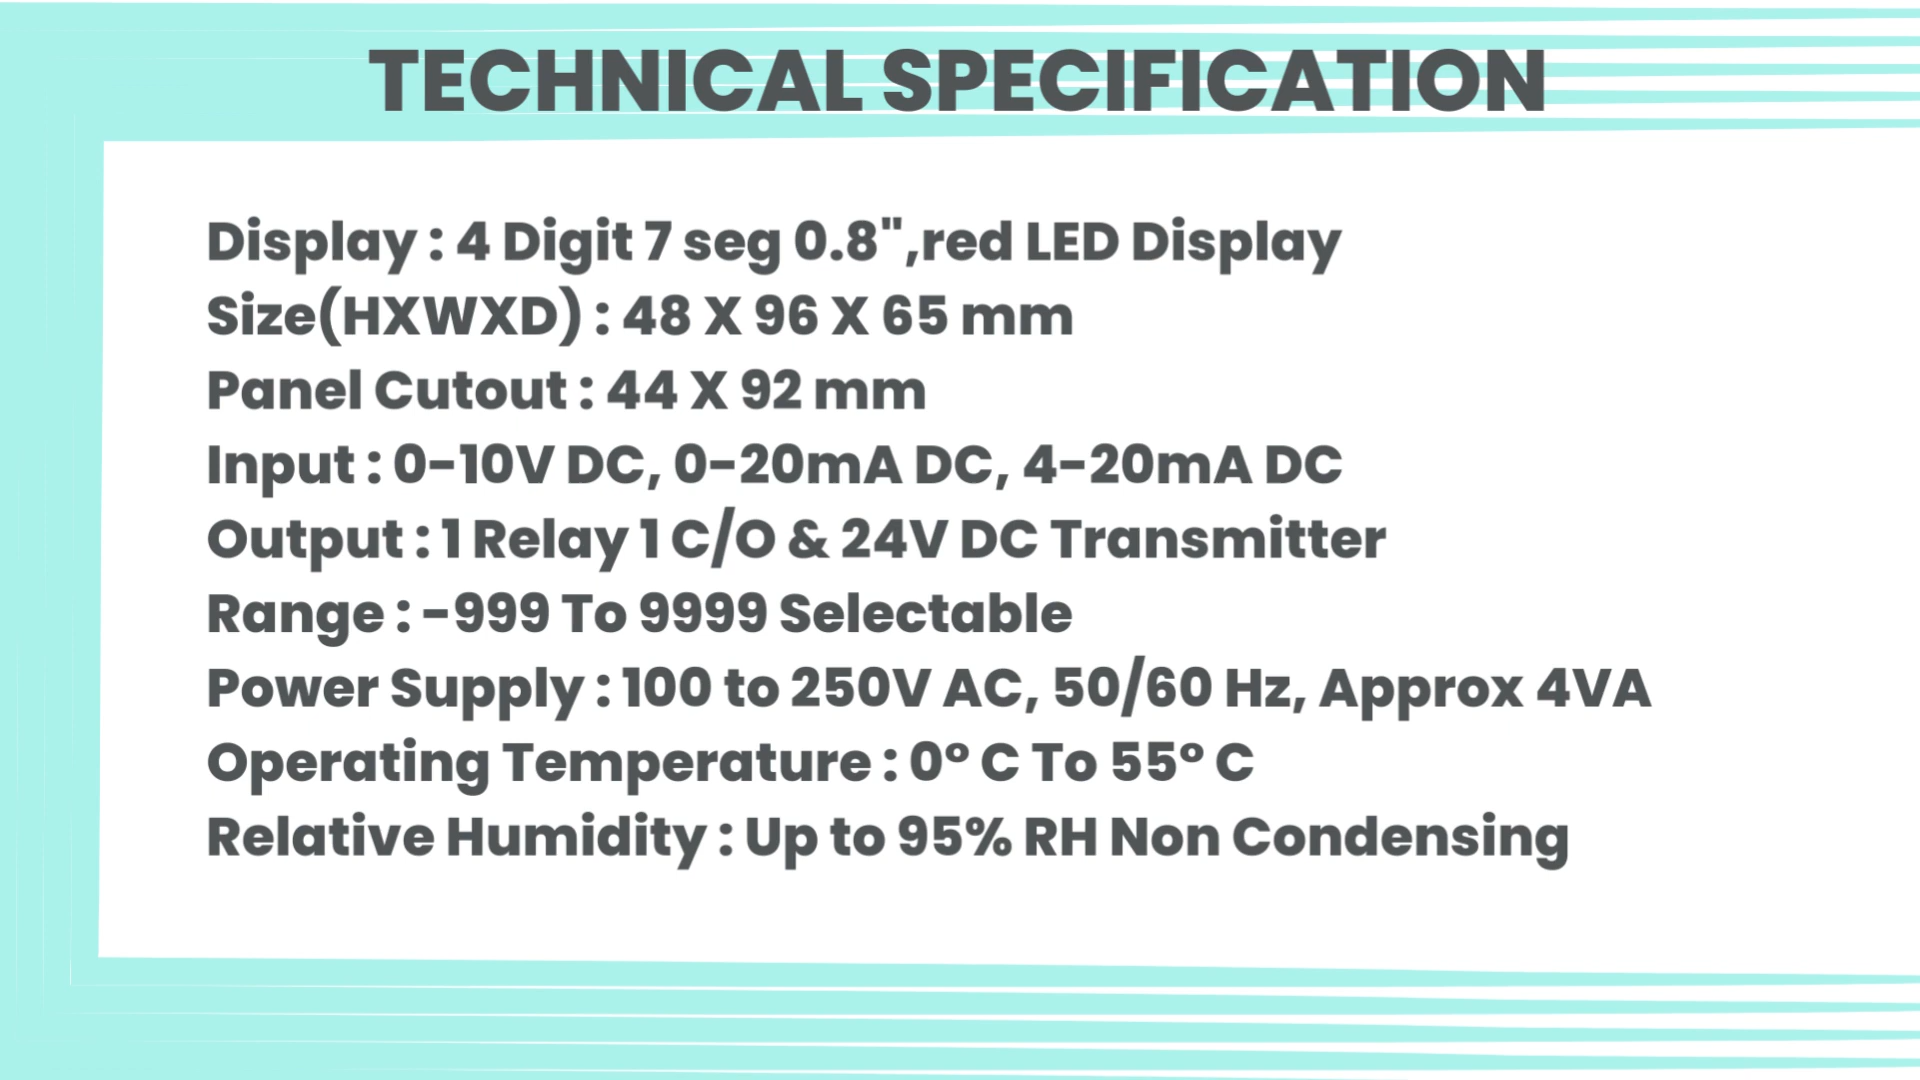 TECHNICAL SPECIFICATION
Display : 4 Digit 7 seg 0.8",red LED Display
Size(HXWXD) : 48 X 96 X 65 mm
Panel Cutout : 44 X 92 mm
Input : 0-10V DC, 0-20mA DC, 4-20mA DC
Output : 1 Relay 1 C/O & 24V DC Transmitter
Range : -999 To 9999 Selectable
Power Supply : 100 to 250V AC, 50/60 Hz, Approx 4VA
Operating Temperature : 0° C To 55° C
Relative Humidity : Up to 95% RH Non Condensing